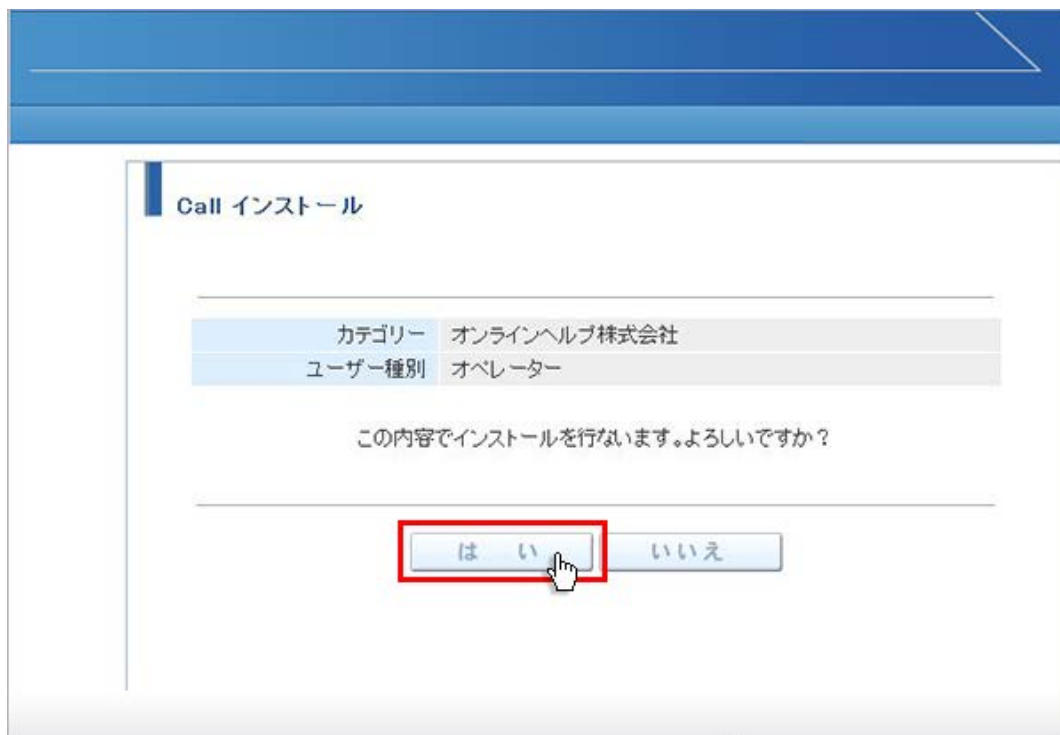 Call インストール
カテゴリー オンラインヘルプ株式会社
ユーザー種別 オペレーター
この内容でインストールを行ないます。よろしいですか？
はい いいえ